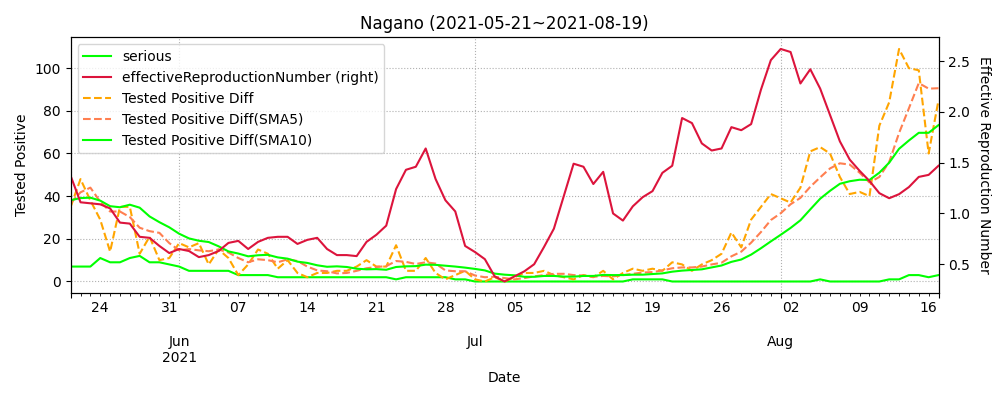 Nagano (2021-05-21~2021-08-19)
serious
effectiveReproductionNumber (right)
Tested Positive Diff
Tested Positive Diff(SMA5)
Tested Positive Diff(SMA10)
Tested Positive
100
80
60
40
20
0
2.5
2.0
1.5
1.0
0.5
Effective Reproduction Number
24 31 07 14 21 28 05 12 19 26 02 09 16
Jun Jul Aug
2021
Date